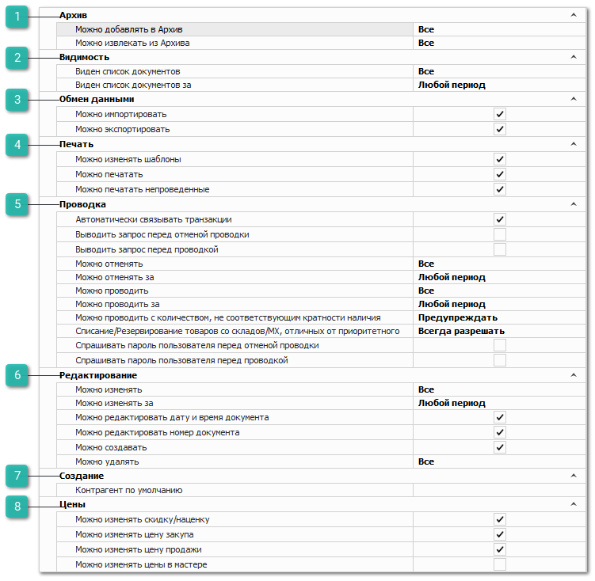 1 Архив
Можно добавлять в Архив Все
Можно извлекать из Архива Все
2 Видимость
Виден список документов Все
Виден список документов за Любой период
3 Обмен данными
Можно импортировать
Можно экспортировать
4 Печать
Можно изменять шаблоны
Можно печатать
Можно печатать непроведенные
5 Проводка
Автоматически связывать транзакции
Выводить запрос перед отменой проводки
Выводить запрос перед проводкой
Можно отменять Все
Можно отменять за Любой период
Можно проводить Все
Можно проводить за Любой период
Можно проводить с количеством, не соответствующим кратности наличия Предупреждать
Списание/Резервирование товаров со складов/МХ, отличных от приоритетного Всегда разрешать
Спрашивать пароль пользователя перед отменой проводки
Спрашивать пароль пользователя перед проводкой
6 Редактирование
Можно изменять Все
Можно изменять за Любой период
Можно редактировать дату и время документа
Можно редактировать номер документа
Можно создавать
Можно удалять Все
7 Создание
Контрагент по умолчанию
8 Цены
Можно изменять скидку/наценку
Можно изменять цену закупа
Можно изменять цену продажи
Можно изменять цены в мастере